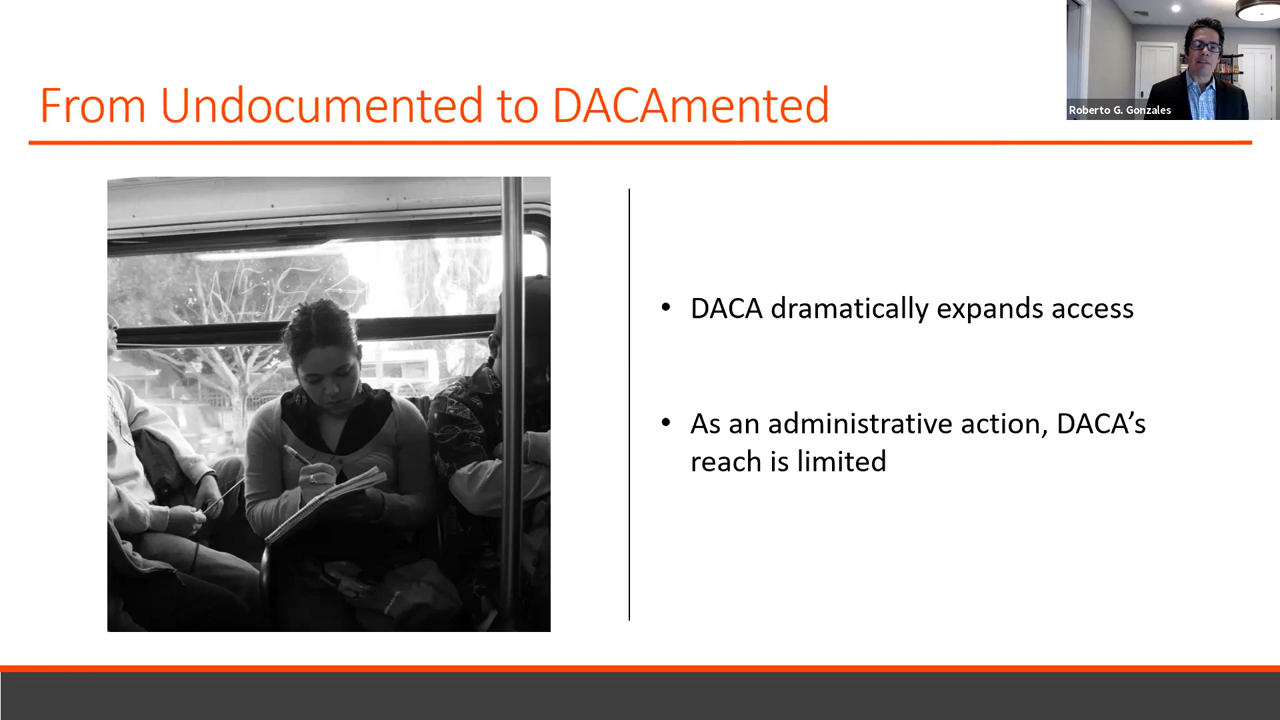 From Undocumented to DACAmented
Roberto G. Gonzales
• DACA dramatically expands access
• As an administrative action, DACA’s
reach is limited